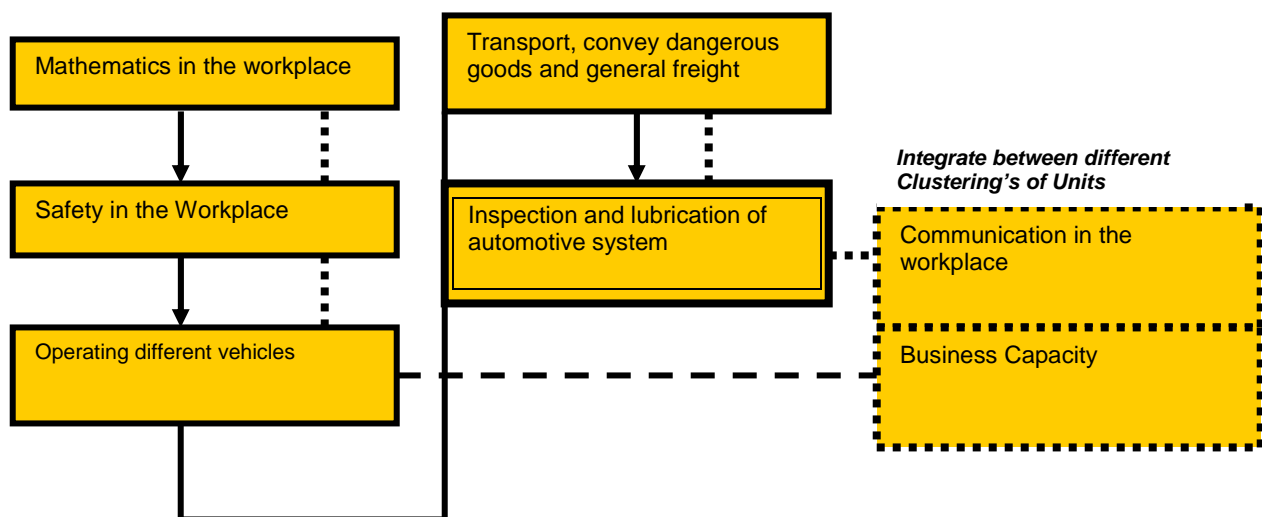 Mathematics in the workplace
Safety in the Workplace
Operating different vehicles
Transport, convey dangerous
goods and general freight
Inspection and lubrication of
automotive system
Integrate between different
Clustering’s of Units
Communication in the
workplace
Business Capacity